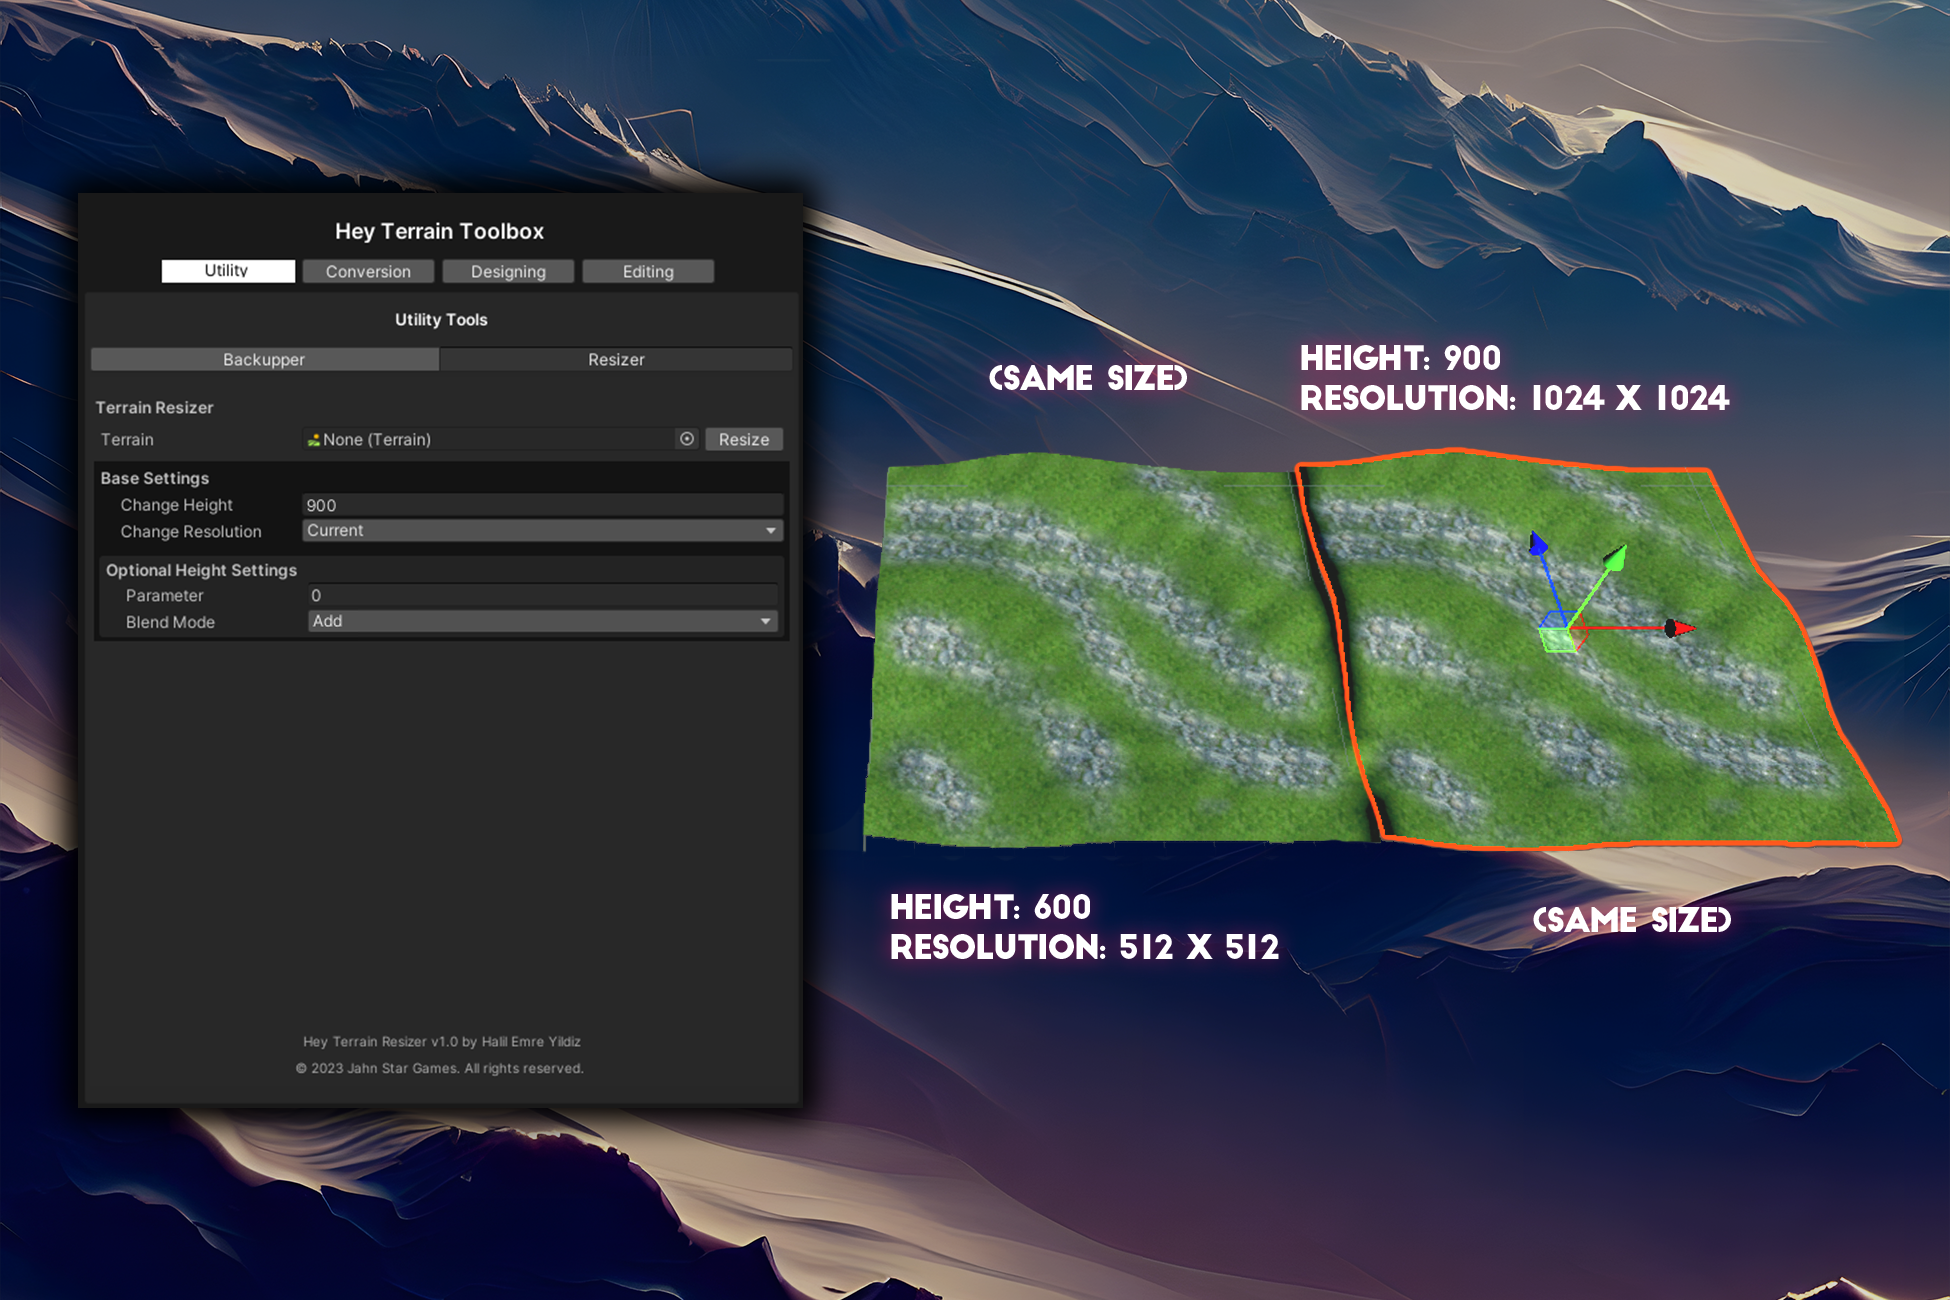 Hey Terrain Toolbox
Utility Conversion Designing Editing
Utility Tools
Backupper Resizer
Terrain Resizer
Terrain None (Terrain) Resize
Base Settings
Change Height 900
Change Resolution Current
Optional Height Settings
Parameter 0
Blend Mode Add
Hey Terrain Resizer v1.0 by Halil Emre Yildiz
© 2023 Jahn Star Games. All rights reserved.
(SAME SIZE)
HEIGHT: 900
RESOLUTION: 1024 X 1024
HEIGHT: 600
RESOLUTION: 512 X 512
(SAME SIZE)